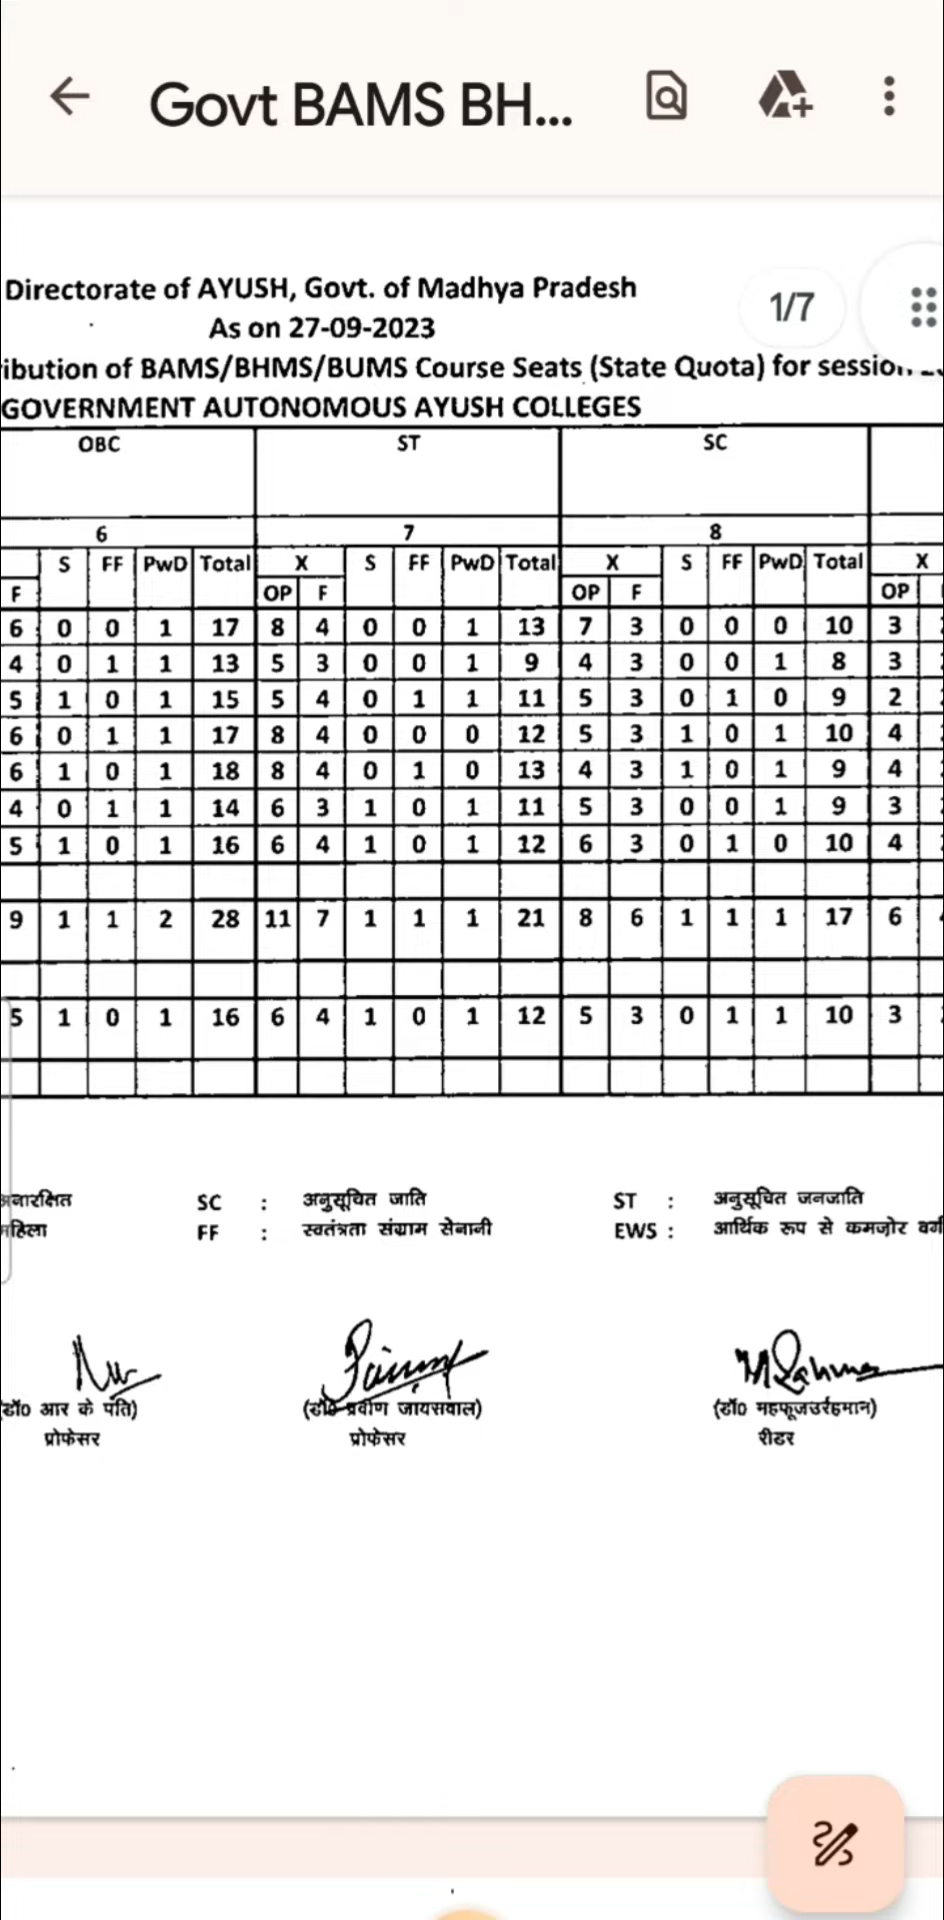 Govt BAMS BH...
Directorate of AYUSH, Govt. of Madhya Pradesh
1/7
As on 27-09-2023
ibution of BAMS/BHMS/BUMS Course Seats (State Quota) for session
GOVERNMENT AUTONOMOUS AYUSH COLLEGES
OBC ST SC
6 7 8
S FF PwD Total X S FF PwD Total X S FF PwD Total X
F OP F OP F OP
6 0 0 1 17 8 4 0 0 1 13 7 3 0 0 0 10 3
4 0 1 1 13 5 3 0 0 1 9 4 3 0 0 1 8 3
5 1 0 1 15 5 4 0 1 1 11 5 3 0 1 0 9 2
6 0 1 1 17 8 4 0 0 0 12 5 3 1 0 1 10 4
6 1 0 1 18 8 4 0 1 0 13 4 3 1 0 1 9 4
4 0 1 1 14 6 3 1 0 1 11 5 3 0 0 1 9 3
5 1 0 1 16 6 4 1 0 1 12 6 3 0 1 0 10 4
9 1 1 2 28 11 7 1 1 1 21 8 6 1 1 1 17 6
5 1 0 1 16 6 4 1 0 1 12 5 3 0 1 1 10 3
अनारक्षित SC : अनुसूचित जाति ST : अनुसूचित जनजाति
महिला FF : स्वतंत्रता संग्राम सेनानी EWS : आर्थिक रूप से कमज़ोर वर्ग
(डॉ0 आर के पति) (डॉ0 प्रवीण जायसवाल) (डॉ0 महफूजउर्रहमान)
प्रोफेसर प्रोफेसर रीडर